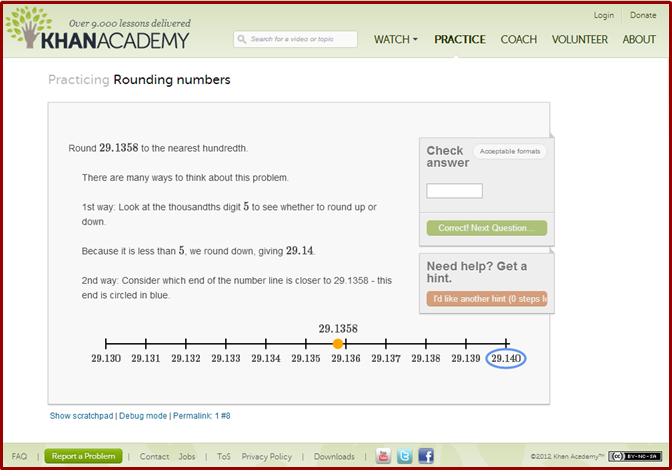 Login Donate
Over 9,000 lessons delivered
KHANACADEMY
Search for a video or topic
WATCH PRACTICE COACH VOLUNTEER ABOUT
Practicing Rounding numbers
Round 29.1358 to the nearest hundredth.
There are many ways to think about this problem.
1st way: Look at the thousandths digit 5 to see whether to round up or
down.
Because it is less than 5, we round down, giving 29.14.
2nd way: Consider which end of the number line is closer to 29.1358 - this
end is circled in blue.
29.1358
29.130 29.131 29.132 29.133 29.134 29.135 29.136 29.137 29.138 29.139 29.140
Check
answer
Acceptable formats
Correct! Next Question...
Need help? Get a
hint.
I'd like another hint (0 steps l
Show scratchpad | Debug mode | Permalink: 1 #8
FAQ | Report a Problem | Contact Jobs | ToS Privacy Policy | Downloads | You Tube t f ©2012 Khan Academy™ cc BY-NC-SA